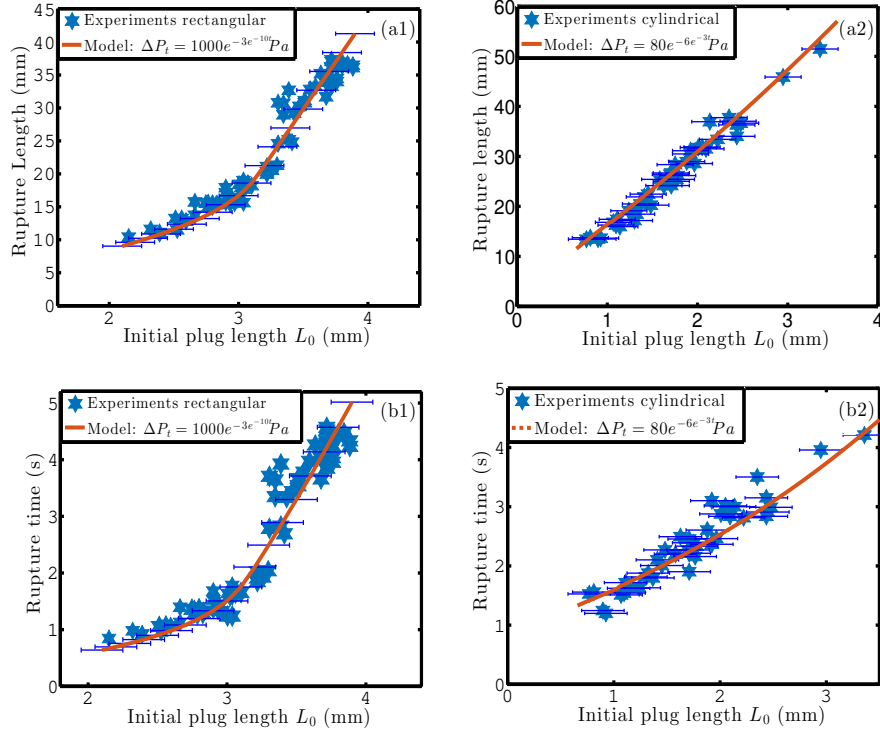 Experiments rectangular
Model: ΔP_t = 1000e^{-3e^{-10t}}Pa
(a1)
45
40
35
30
25
20
15
10
5
0
Rupture Length (mm)
2
3
4
Initial plug length L_0 (mm)
Experiments cylindrical
Model: ΔP_t = 80e^{-6e^{-3t}}Pa
(a2)
60
50
40
30
20
10
0
Rupture length (mm)
0
1
2
3
4
Initial plug length L_0 (mm)
Experiments rectangular
Model: ΔP_t = 1000e^{-3e^{-10t}}Pa
(b1)
5
4
3
2
1
0
Rupture time (s)
2
3
4
Initial plug length L_0 (mm)
Experiments cylindrical
Model: ΔP_t = 80e^{-6e^{-3t}}Pa
(b2)
5
4
3
2
1
0
Rupture time (s)
0
1
2
3
Initial plug length L_0 (mm)